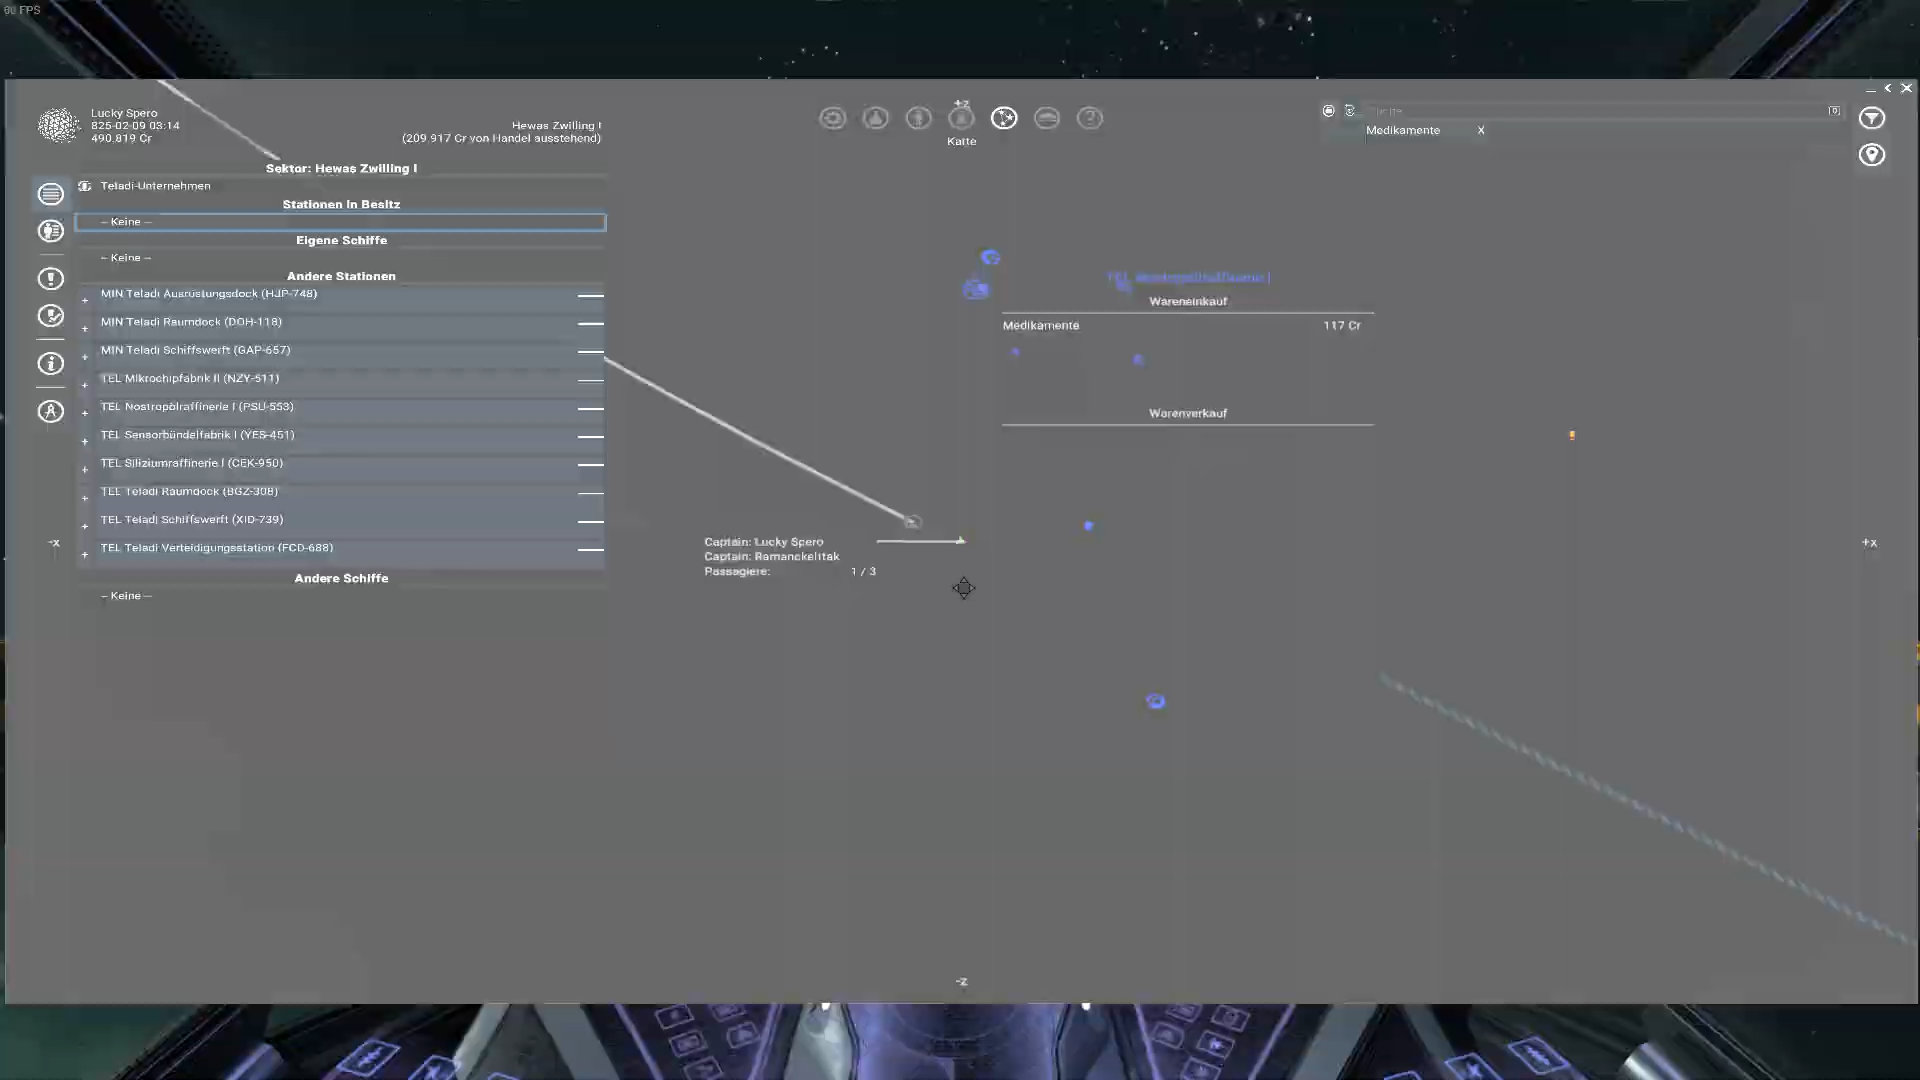 60 FPS
Lucky Spero
825-02-09 03:14
490.819 Cr
Hewas Zwilling I
(209.917 Cr von Handel ausstehend)
+z
Karte
Suche
Medikamente X
Sektor: Hewas Zwilling I
Teladi-Unternehmen
Stationen in Besitz
-- Keine --
Eigene Schiffe
-- Keine --
Andere Stationen
+ MIN Teladi Ausrüstungsdock (HJP-748)
+ MIN Teladi Raumdock (DOH-118)
+ MIN Teladi Schiffswerft (GAP-657)
+ TEL Mikrochipfabrik II (NZY-511)
+ TEL Nostropölraffinerie I (PSU-553)
+ TEL Sensorbündelfabrik I (YES-451)
+ TEL Siliziumraffinerie I (CEK-950)
+ TEL Teladi Raumdock (BGZ-308)
+ TEL Teladi Schiffswerft (XID-739)
+ TEL Teladi Verteidigungsstation (FCD-688)
Andere Schiffe
-- Keine --
TEL Nostropölraffinerie I
Wareneinkauf
Medikamente 117 Cr
Warenverkauf
Captain: Lucky Spero
Captain: Ramanckelitak
Passagiere: 1 / 3
-x
+x
-z